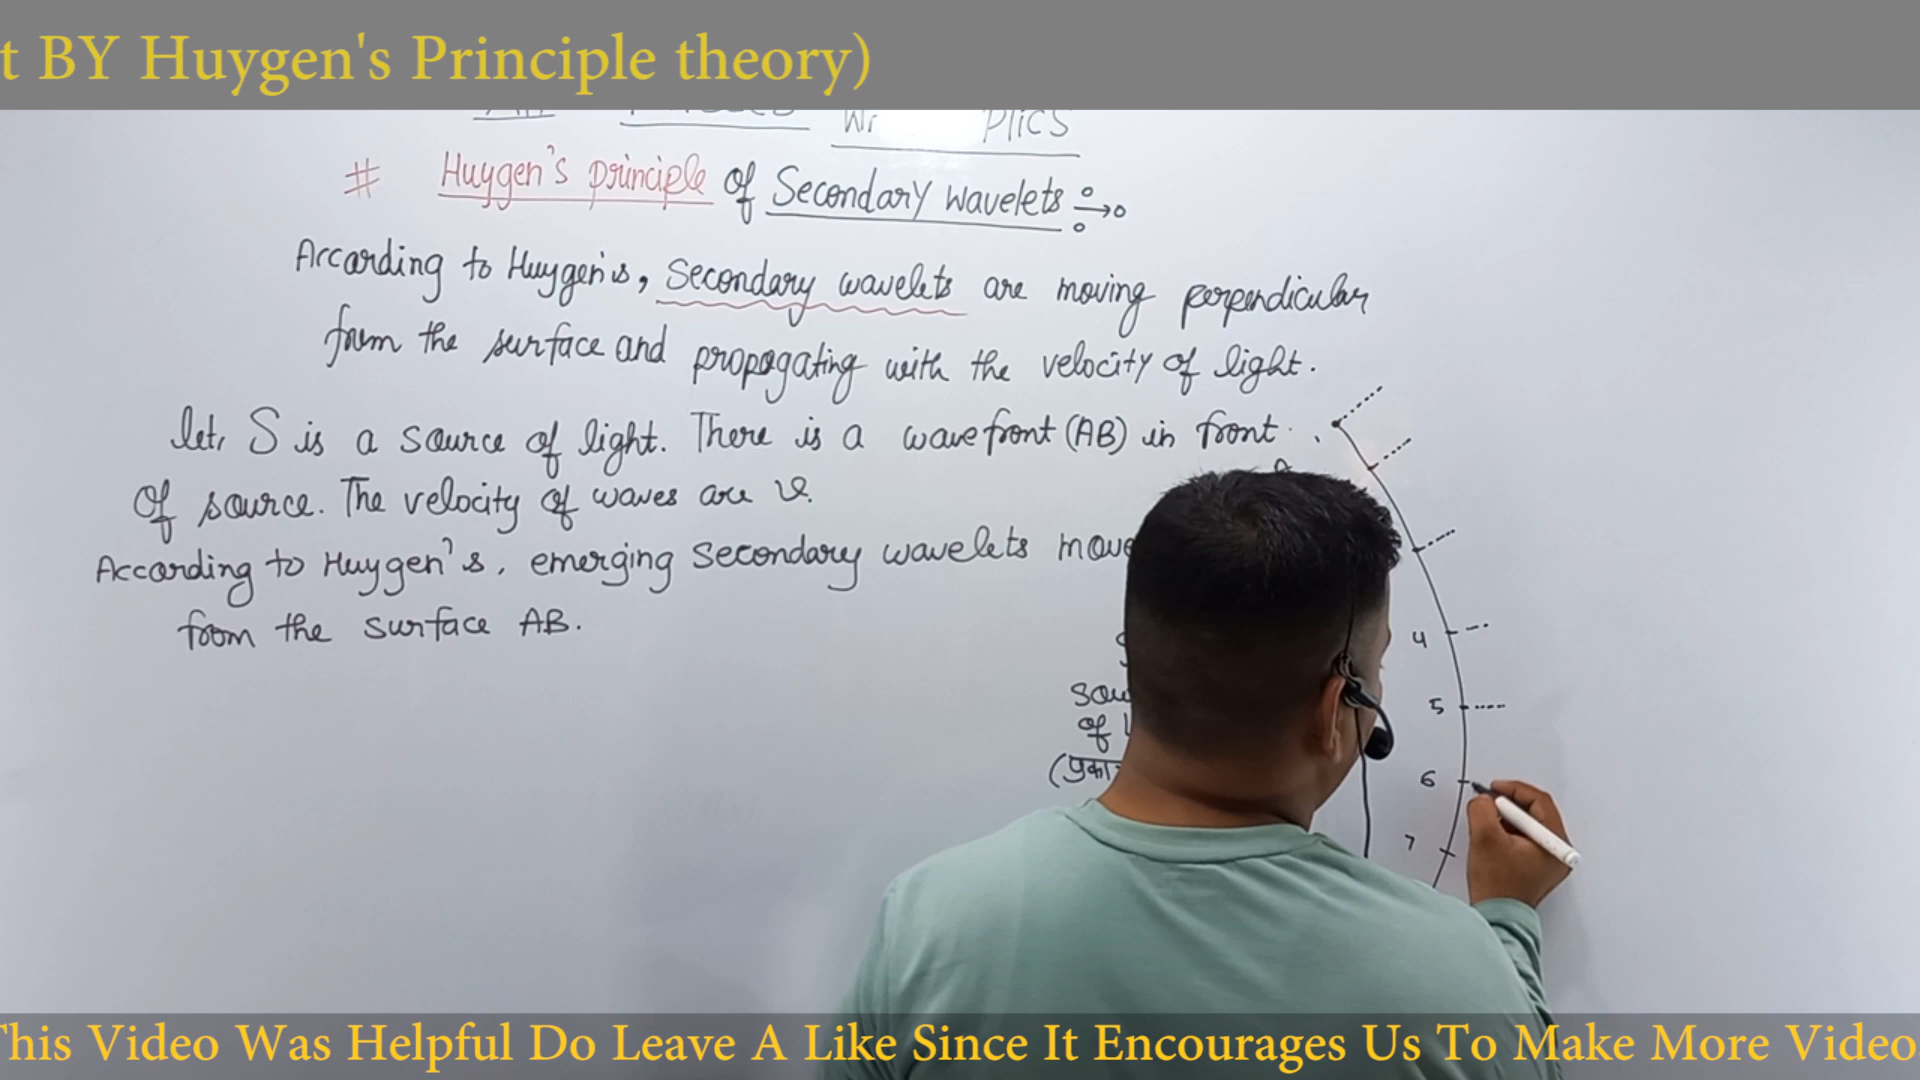 t BY Huygen's Principle theory)
# Huygen's principle of Secondary Wavelets
According to Huygen's, Secondary wavelets are moving perpendicular
from the surface and propagating with the velocity of light.
let, S is a source of light. There is a wavefront (AB) in front
of source. The velocity of waves are v.
According to Huygen's, emerging Secondary wavelets move
from the surface AB.
4
5
6
7
of
This Video Was Helpful Do Leave A Like Since It Encourages Us To Make More Video